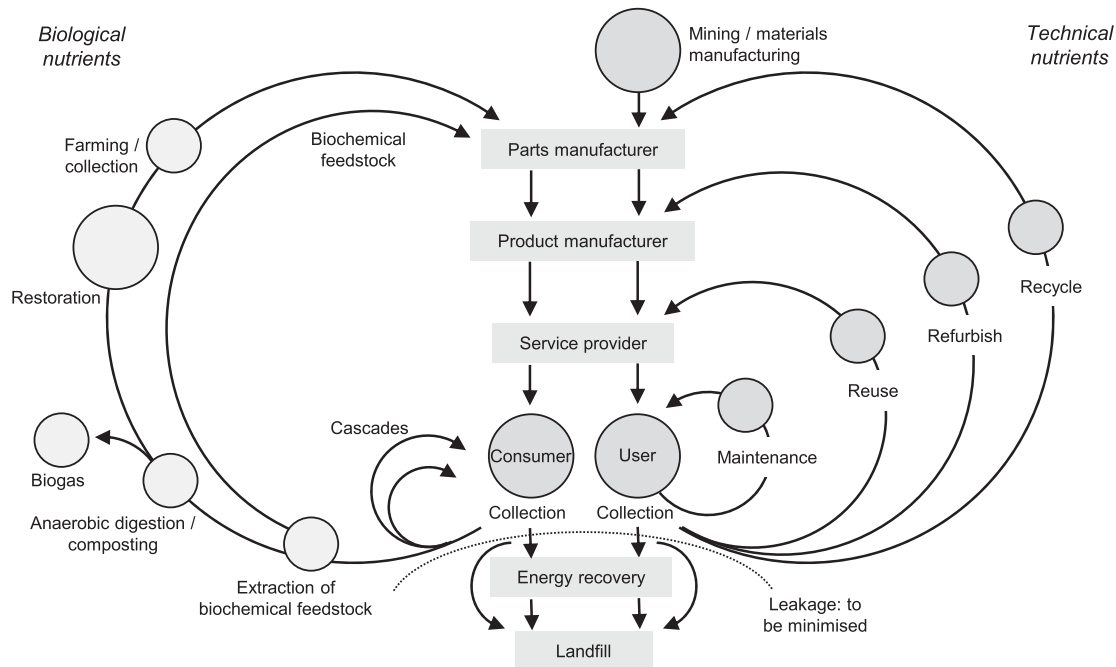 Biological
nutrients
Mining / materials
manufacturing
Technical
nutrients
Farming /
collection
Biochemical
feedstock
Parts manufacturer
Product manufacturer
Restoration
Recycle
Service provider
Refurbish
Reuse
Cascades
Consumer
User
Maintenance
Biogas
Collection
Collection
Anaerobic digestion /
composting
Energy recovery
Extraction of
biochemical feedstock
Leakage: to
be minimised
Landfill